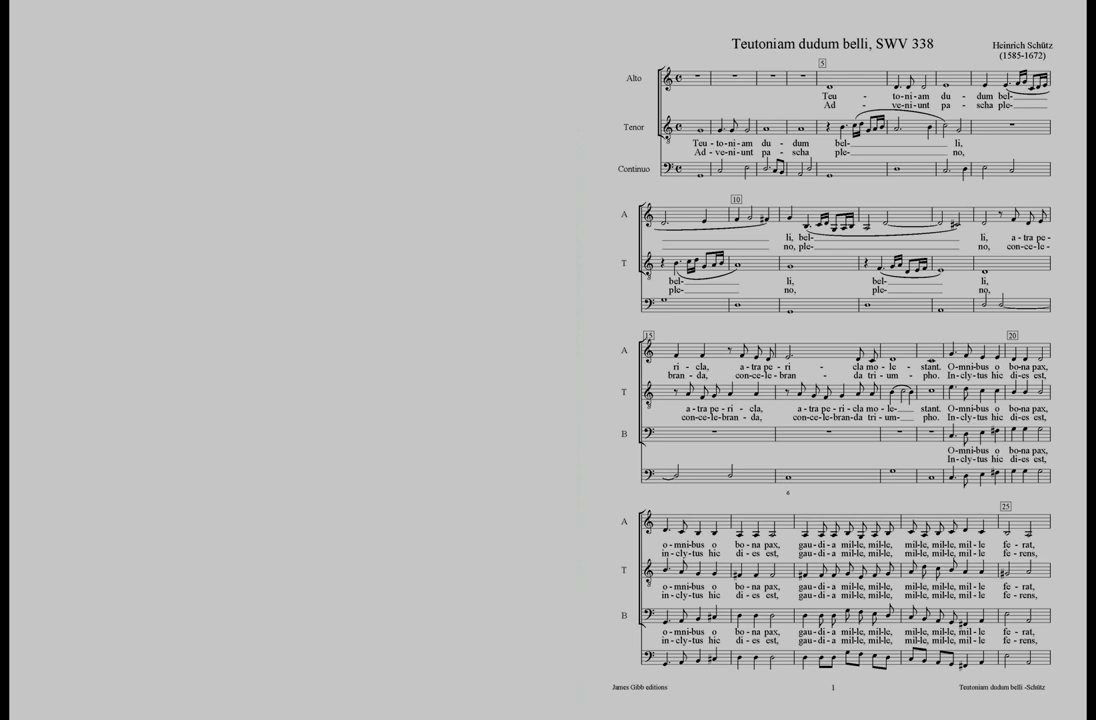 Teutoniam dudum belli, SWV 338
Heinrich Schütz
(1585-1672)
5
Alto
Teu - to-ni-am du - dum bel-
Ad - ve-ni-unt pa - scha ple-
Tenor
Teu-to-ni-am du - dum bel- li,
Ad-ve-ni-unt pa - scha ple- no,
Continuo
10
A
li, bel- li, a-tra pe-
no, ple- no, con-ce-le-
T
bel- li, bel- li,
ple- no, ple- no,
15
20
A
ri - cla, a-tra pe-ri - cla mo-le - stant. O-mni-bus o bo-na pax,
bran-da, con-ce-le-bran - da tri-um - pho. In-cly-tus hic di-es est,
T
a-tra pe-ri - cla, a-tra pe-ri-cla mo-le- stant. O-mni-bus o bo-na pax,
con-ce-le-bran-da, con-ce-le-bran-da tri-um- pho. In-cly-tus hic di-es est,
B
O-mni-bus o bo-na pax,
In-cly-tus hic di-es est,
6
25
A
o-mni-bus o bo-na pax, gau-di-a mil-le, mil-le, mil-le, mil-le, mil-le fe-rat,
in-cly-tus hic di-es est, gau-di-a mil-le, mil-le, mil-le, mil-le, mil-le fe-rens,
T
o-mni-bus o bo-na pax, gau-di-a mil-le, mil-le, mil-le, mil-le, mil-le fe-rat,
in-cly-tus hic di-es est, gau-di-a mil-le, mil-le, mil-le, mil-le, mil-le fe-rens,
B
o-mni-bus o bo-na pax, gau-di-a mil-le, mil-le, mil-le, mil-le, mil-le fe-rat,
in-cly-tus hic di-es est, gau-di-a mil-le, mil-le, mil-le, mil-le, mil-le fe-rens,
James Gibb editions
1
Teutoniam dudum belli -Schütz